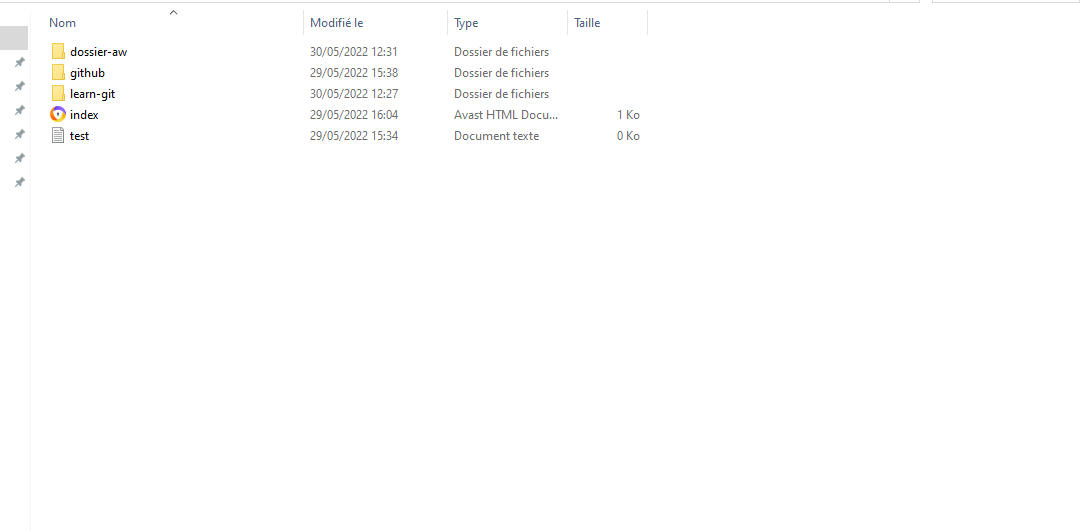 Nom Modifié le Type Taille
dossier-aw 30/05/2022 12:31 Dossier de fichiers
github 29/05/2022 15:38 Dossier de fichiers
learn-git 30/05/2022 12:27 Dossier de fichiers
index 29/05/2022 16:04 Avast HTML Docu... 1 Ko
test 29/05/2022 15:34 Document texte 0 Ko